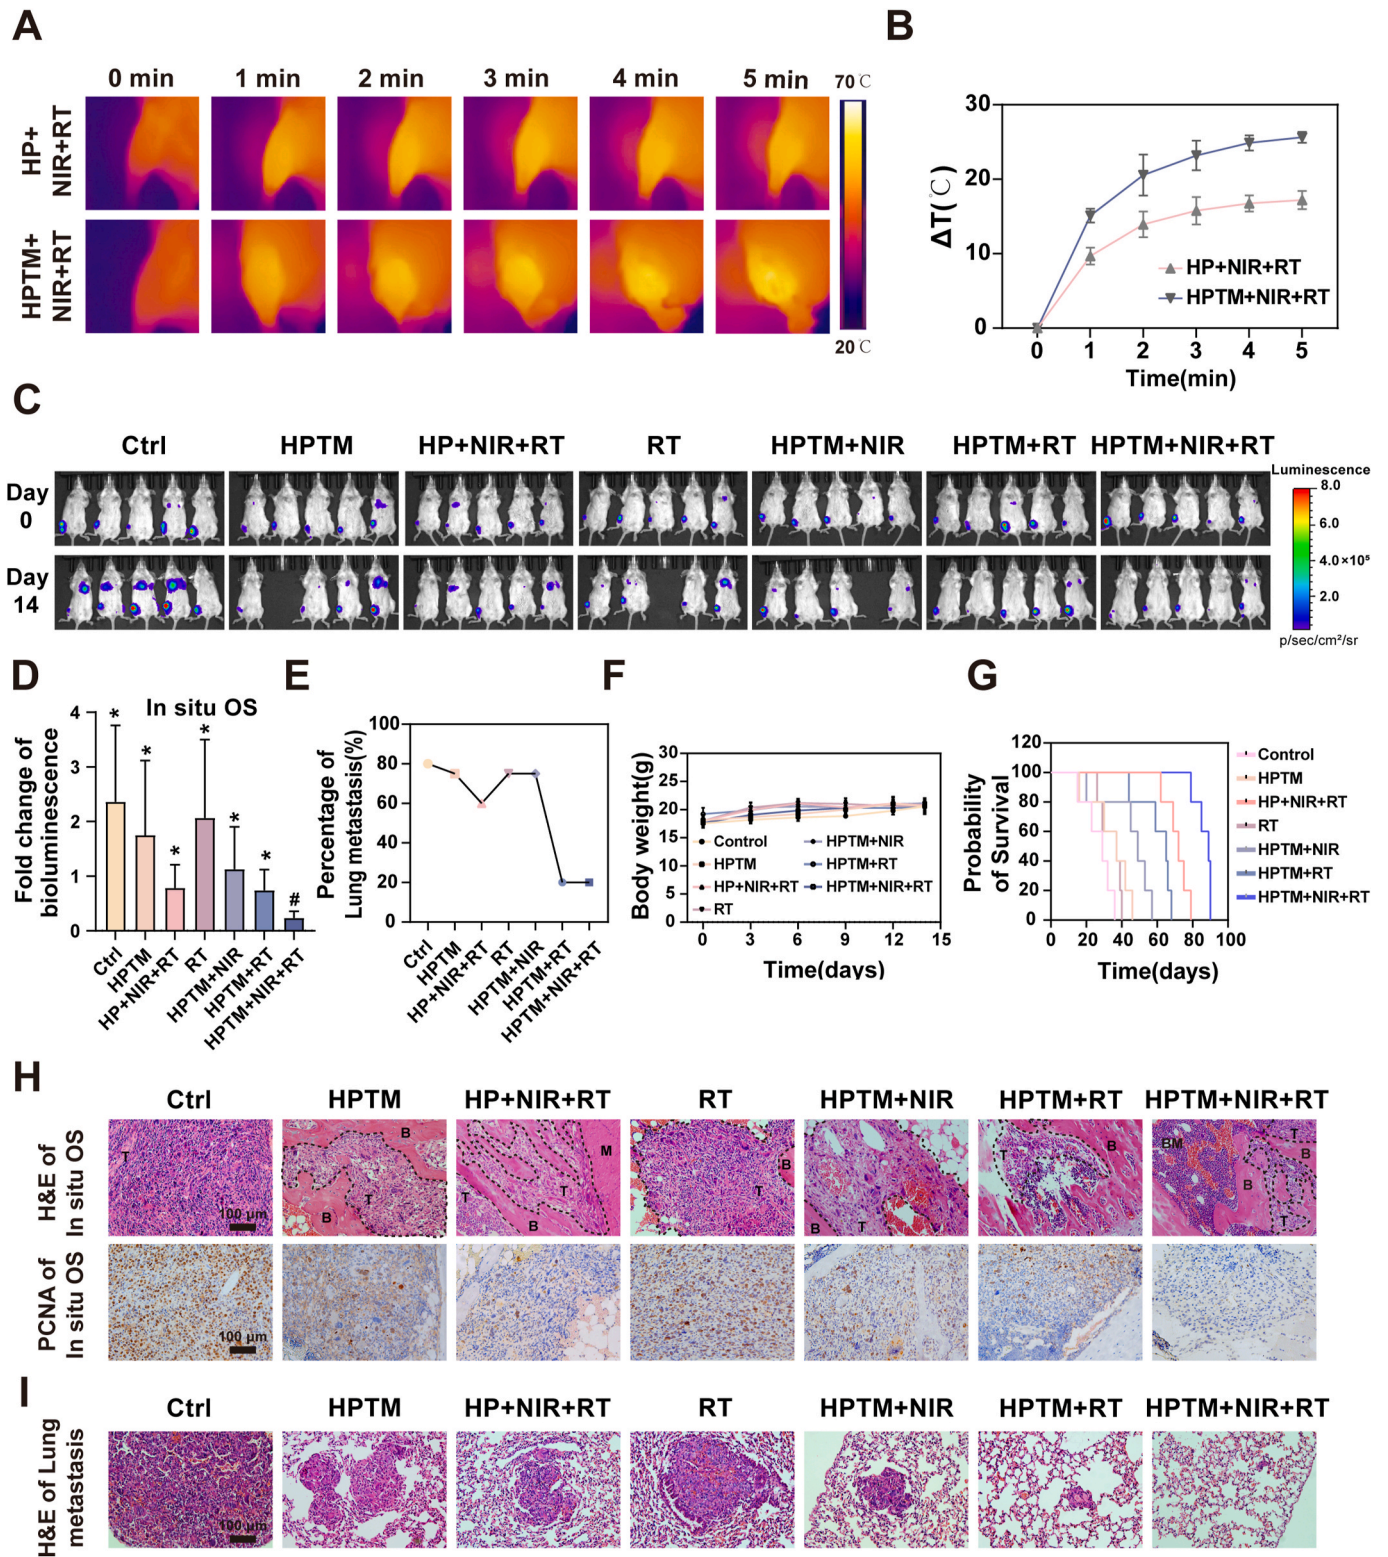 A
B
0 min 1 min 2 min 3 min 4 min 5 min
70℃
HP+
NIR+RT
HPTM+
NIR+RT
20℃
30
20
10
0
ΔT(℃)
HP+NIR+RT
HPTM+NIR+RT
0 1 2 3 4 5
Time(min)
C
Ctrl HPTM HP+NIR+RT RT HPTM+NIR HPTM+RT HPTM+NIR+RT
Day
0
Day
14
Luminescence
8.0
6.0
4.0 ×10⁵
2.0
p/sec/cm²/sr
D
In situ OS
Fold change of
bioluminescence
4
3
2
1
0
* * * * * #
Ctrl
HPTM
HP+NIR+RT
RT
HPTM+NIR
HPTM+RT
HPTM+NIR+RT
E
Percentage of
Lung metastasis(%)
100
80
60
40
20
0
Ctrl
HPTM
HP+NIR+RT
RT
HPTM+NIR
HPTM+RT
HPTM+NIR+RT
F
Body weight(g)
30
25
20
15
10
5
0
Control
HPTM
HP+NIR+RT
RT
HPTM+NIR
HPTM+RT
HPTM+NIR+RT
0 3 6 9 12 15
Time(days)
G
Probability
of Survival
120
100
80
60
40
20
0
0 20 40 60 80 100
Time(days)
Control
HPTM
HP+NIR+RT
RT
HPTM+NIR
HPTM+RT
HPTM+NIR+RT
H
Ctrl HPTM HP+NIR+RT RT HPTM+NIR HPTM+RT HPTM+NIR+RT
H&E of
In situ OS
T
100 μm
B
T
B
M
T
T
B
B
T
B
T
T
B
BM
T
B
B
T
PCNA of
In situ OS
100 μm
I
Ctrl HPTM HP+NIR+RT RT HPTM+NIR HPTM+RT HPTM+NIR+RT
H&E of Lung
metastasis
100 μm